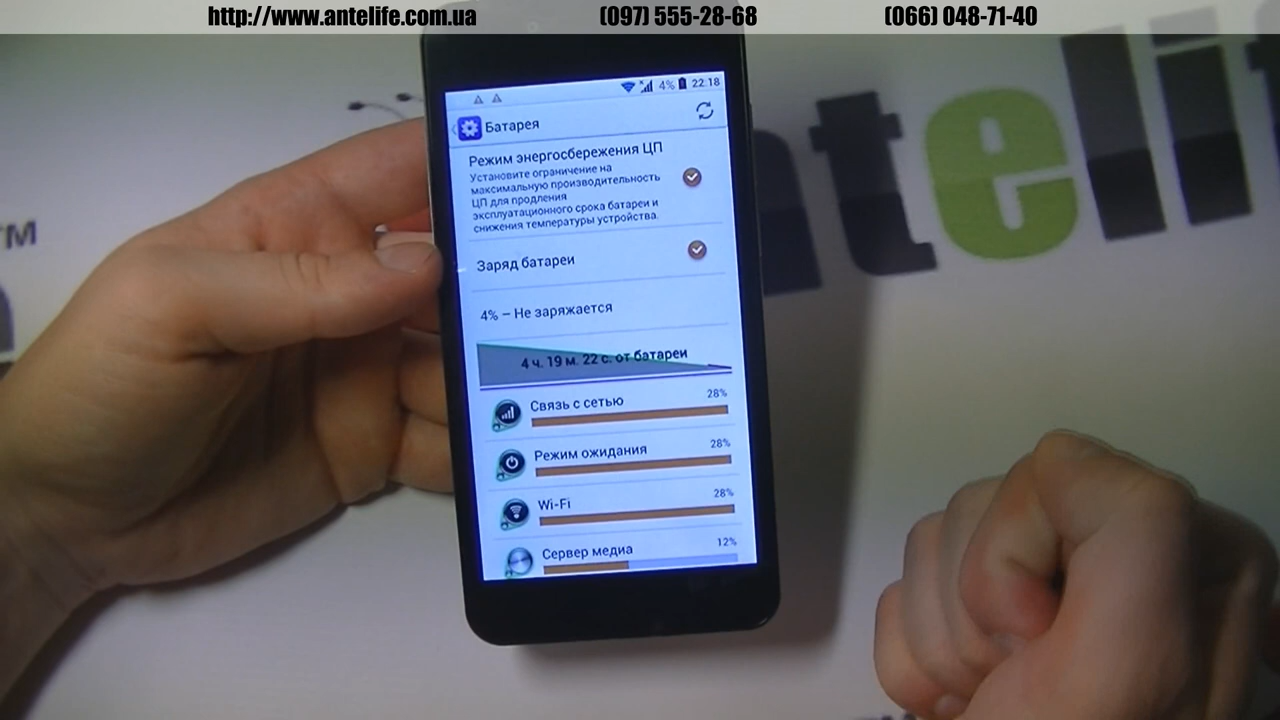 http://www.antelife.com.ua
(097) 555-28-68
(066) 048-71-40
4% 22:18
Батарея
Режим энергосбережения ЦП
Установите ограничение на
максимальную производительность
ЦП для продления
эксплуатационного срока батареи и
снижения температуры устройства.
Заряд батареи
4% – Не заряжается
4 ч. 19 м. 22 с. от батареи
Связь с сетью 28%
Режим ожидания 28%
Wi-Fi 28%
Сервер медиа 12%
antelif
TM